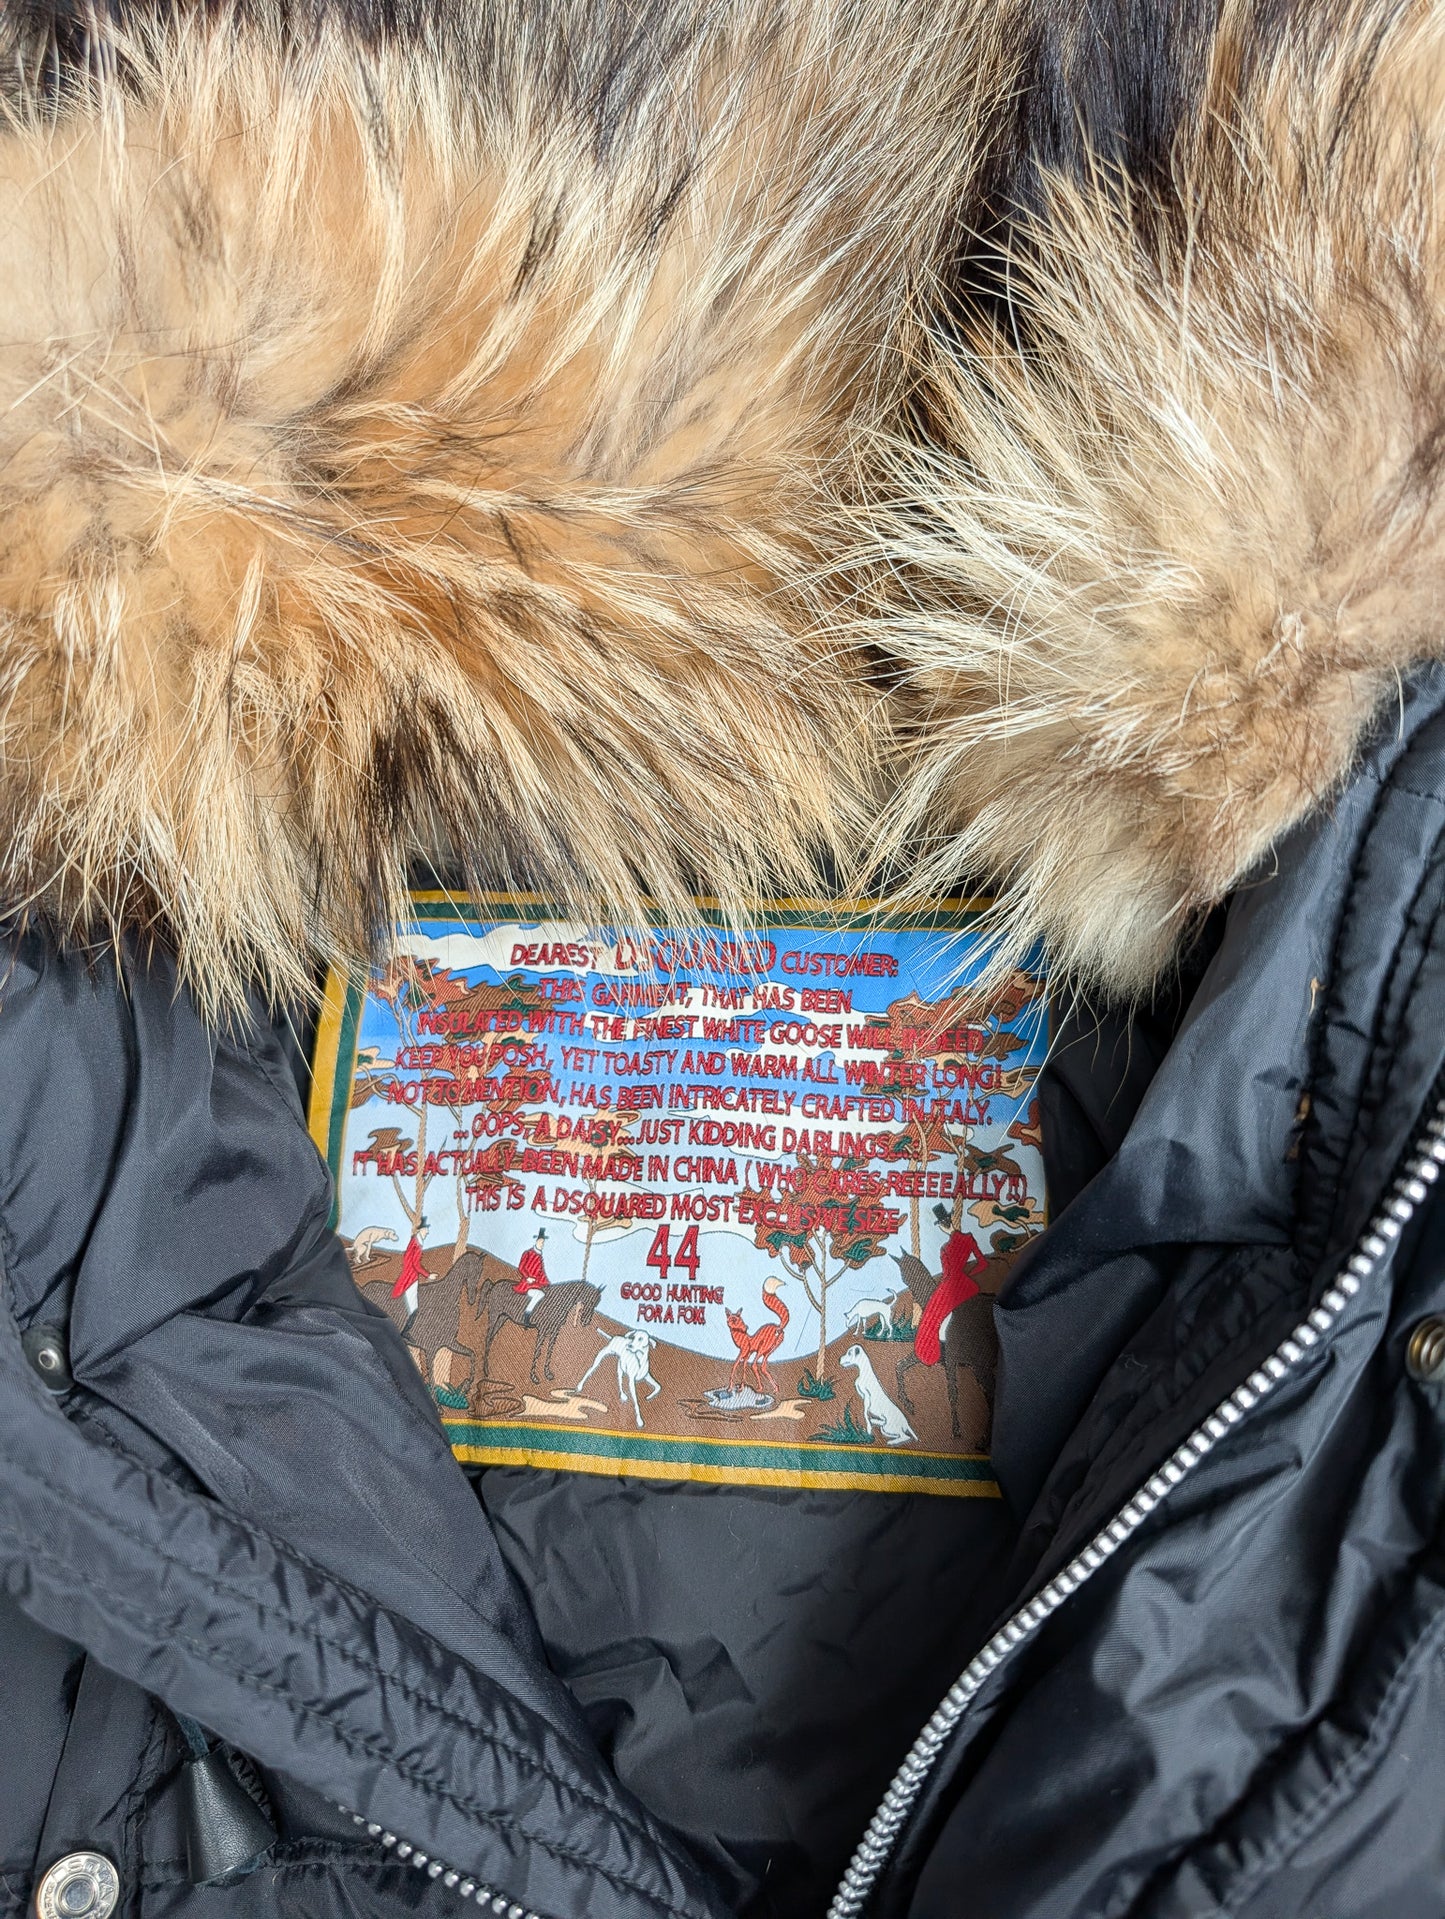 DEAREST DSQUARED CUSTOMER:
THIS GARMENT, THAT HAS BEEN
INSULATED WITH THE FINEST WHITE GOOSE WILL INDEED
KEEP YOU POSH, YET TOASTY AND WARM ALL WINTER LONG!
NOT TO MENTION, HAS BEEN INTRICATELY CRAFTED IN ITALY.
... OOPS, A DAISY... JUST KIDDING DARLINGS...
IT HAS ACTUALLY BEEN MADE IN CHINA ( WHO CARES REEEEALLY!!)
THIS IS A DSQUARED MOST EXCLUSIVE SIZE
44
GOOD HUNTING
FOR A FOX!